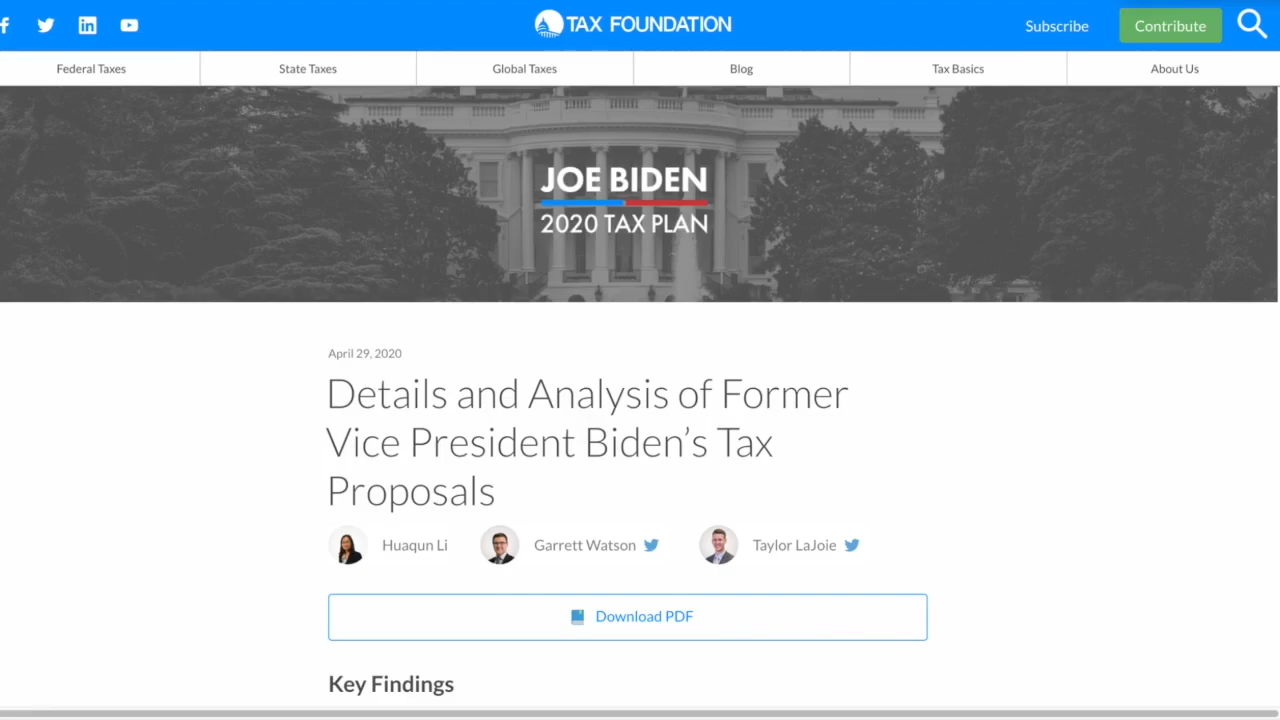 TAX FOUNDATION
Subscribe
Contribute
Federal Taxes
State Taxes
Global Taxes
Blog
Tax Basics
About Us
JOE BIDEN
2020 TAX PLAN
April 29, 2020
Details and Analysis of Former
Vice President Biden’s Tax
Proposals
Huaqun Li
Garrett Watson
Taylor LaJoie
Download PDF
Key Findings